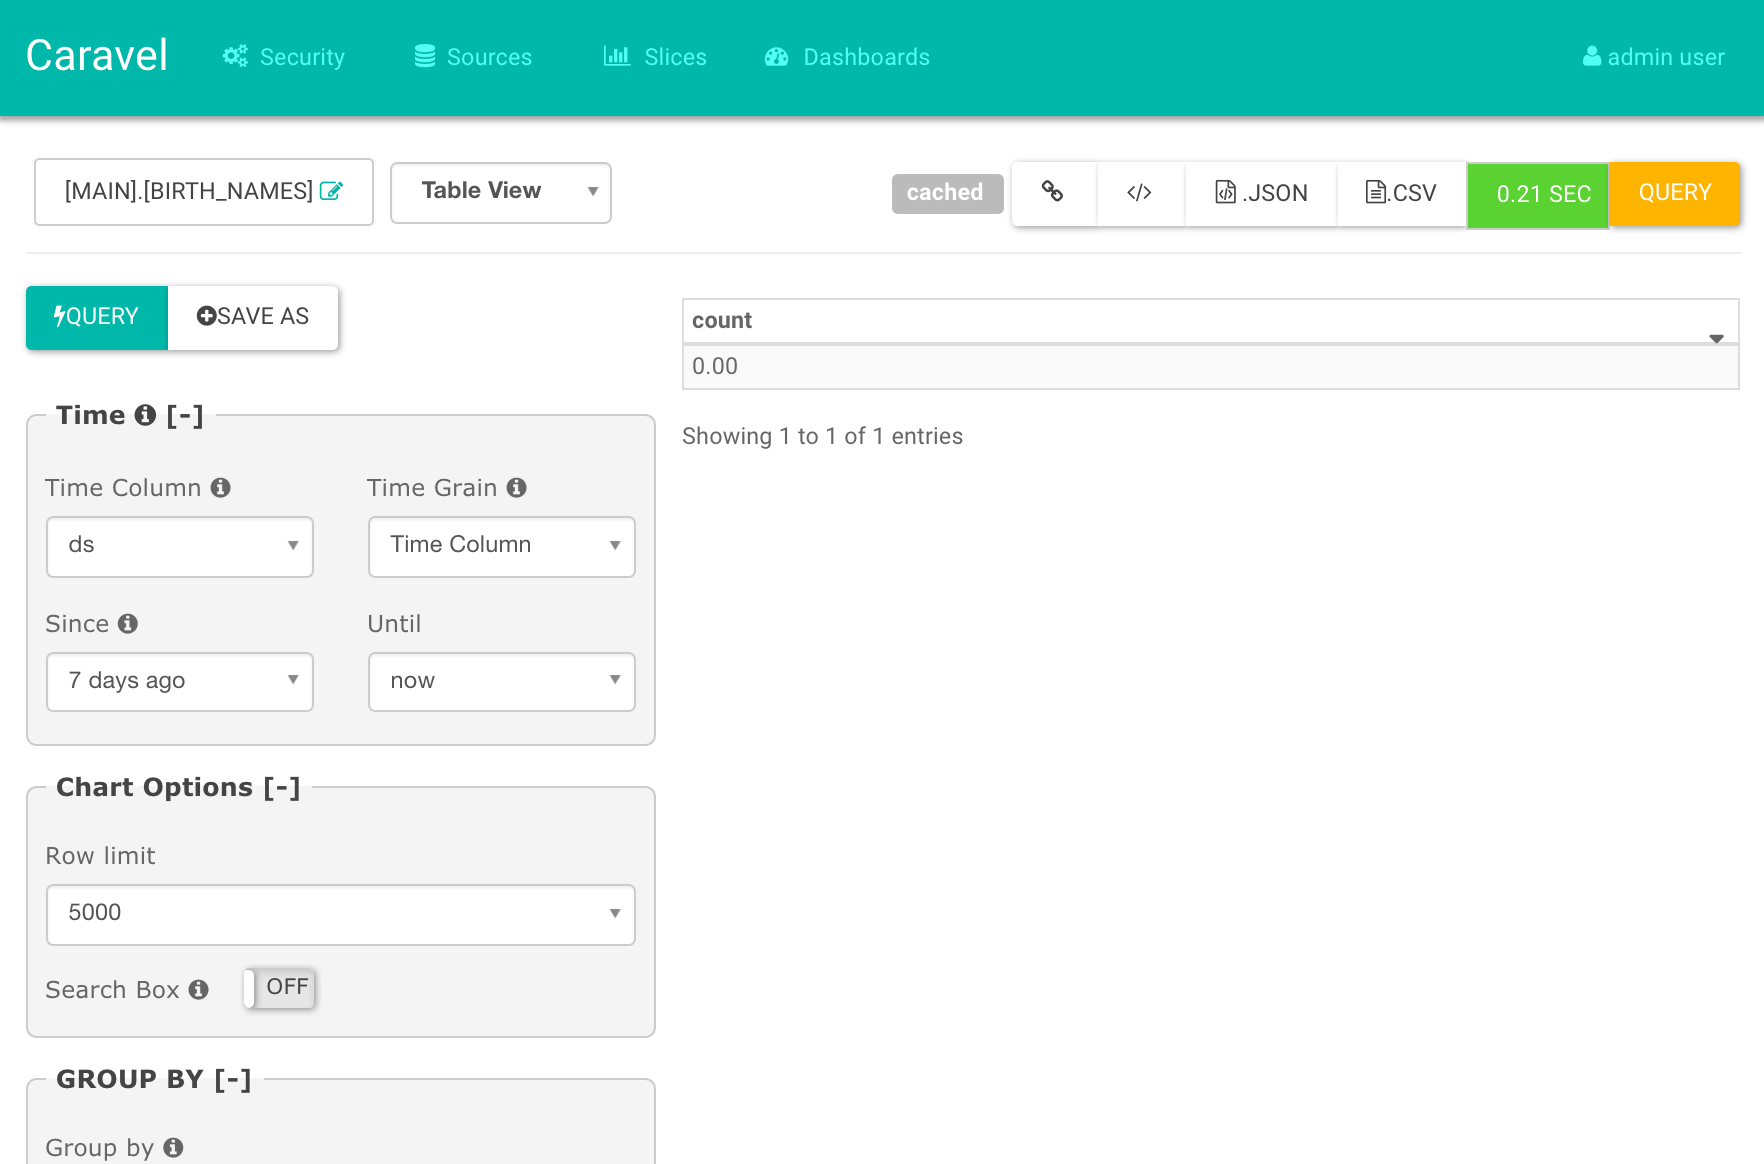 Caravel Security Sources Slices Dashboards admin user
[MAIN].[BIRTH_NAMES] Table View cached </> .JSON .CSV 0.21 SEC QUERY
QUERY SAVE AS
count
0.00
Showing 1 to 1 of 1 entries
Time [-]
Time Column Time Grain
ds Time Column
Since Until
7 days ago now
Chart Options [-]
Row limit
5000
Search Box OFF
GROUP BY [-]
Group by